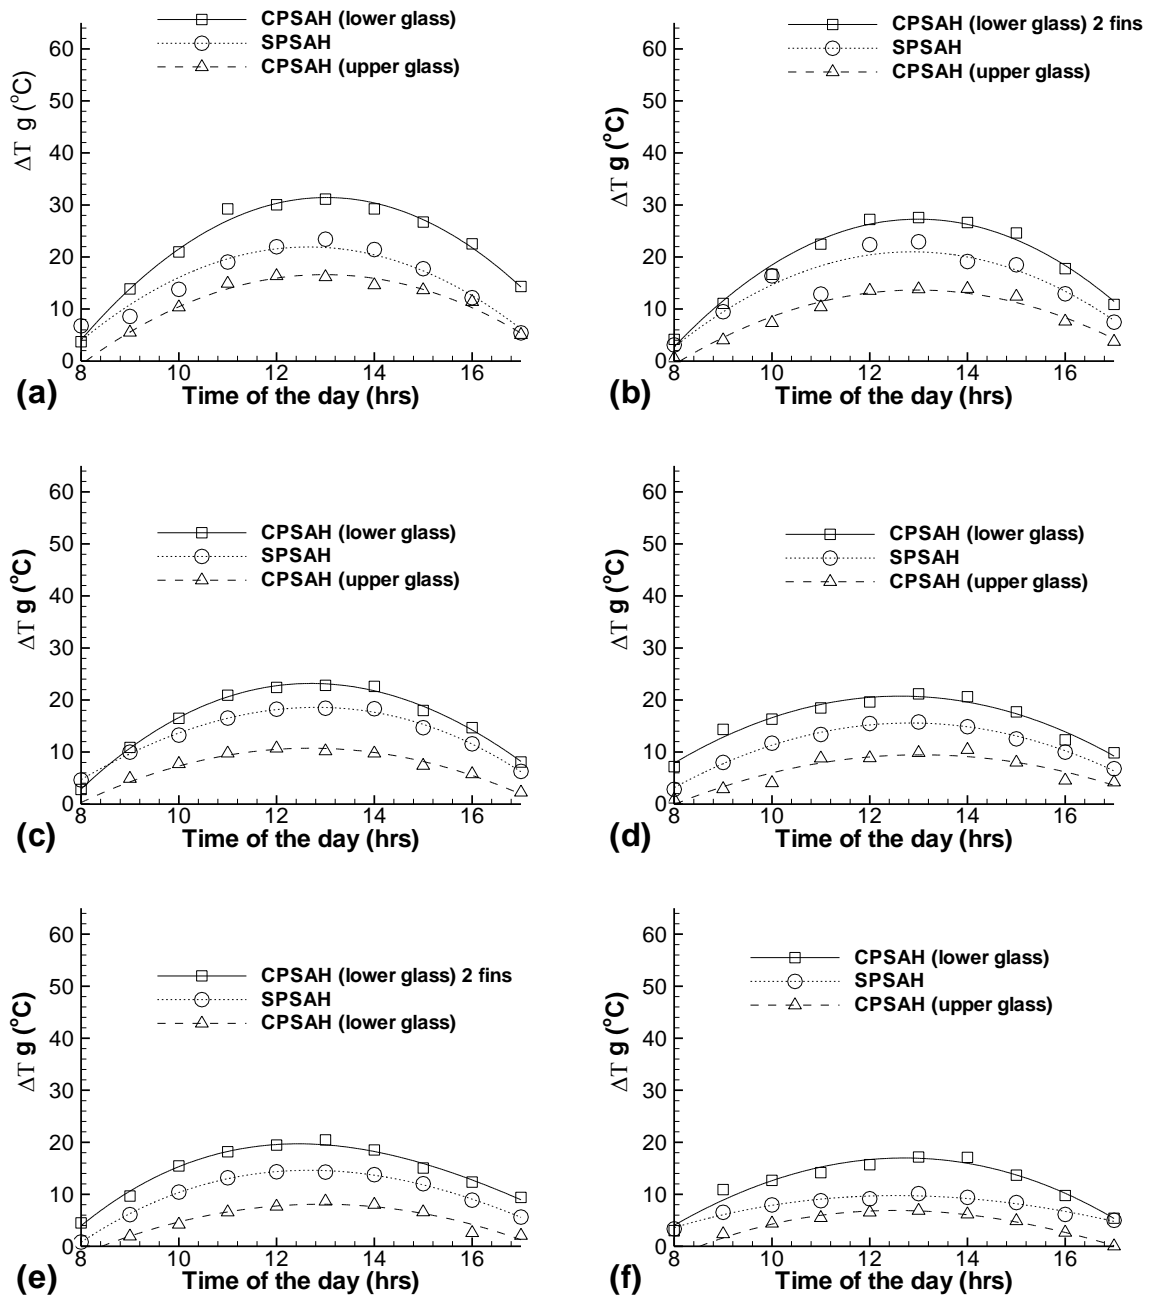 CPSAH (lower glass)
SPSAH
CPSAH (upper glass)
60
50
40
30
20
10
0
ΔT g (°C)
8 10 12 14 16
(a) Time of the day (hrs)
CPSAH (lower glass) 2 fins
SPSAH
CPSAH (upper glass)
60
50
40
30
20
10
0
ΔT g (°C)
8 10 12 14 16
(b) Time of the day (hrs)
CPSAH (lower glass)
SPSAH
CPSAH (upper glass)
60
50
40
30
20
10
0
ΔT g (°C)
8 10 12 14 16
(c) Time of the day (hrs)
CPSAH (lower glass)
SPSAH
CPSAH (upper glass)
60
50
40
30
20
10
0
ΔT g (°C)
8 10 12 14 16
(d) Time of the day (hrs)
CPSAH (lower glass) 2 fins
SPSAH
CPSAH (lower glass)
60
50
40
30
20
10
0
ΔT g (°C)
8 10 12 14 16
(e) Time of the day (hrs)
CPSAH (lower glass)
SPSAH
CPSAH (upper glass)
60
50
40
30
20
10
0
ΔT g (°C)
8 10 12 14 16
(f) Time of the day (hrs)